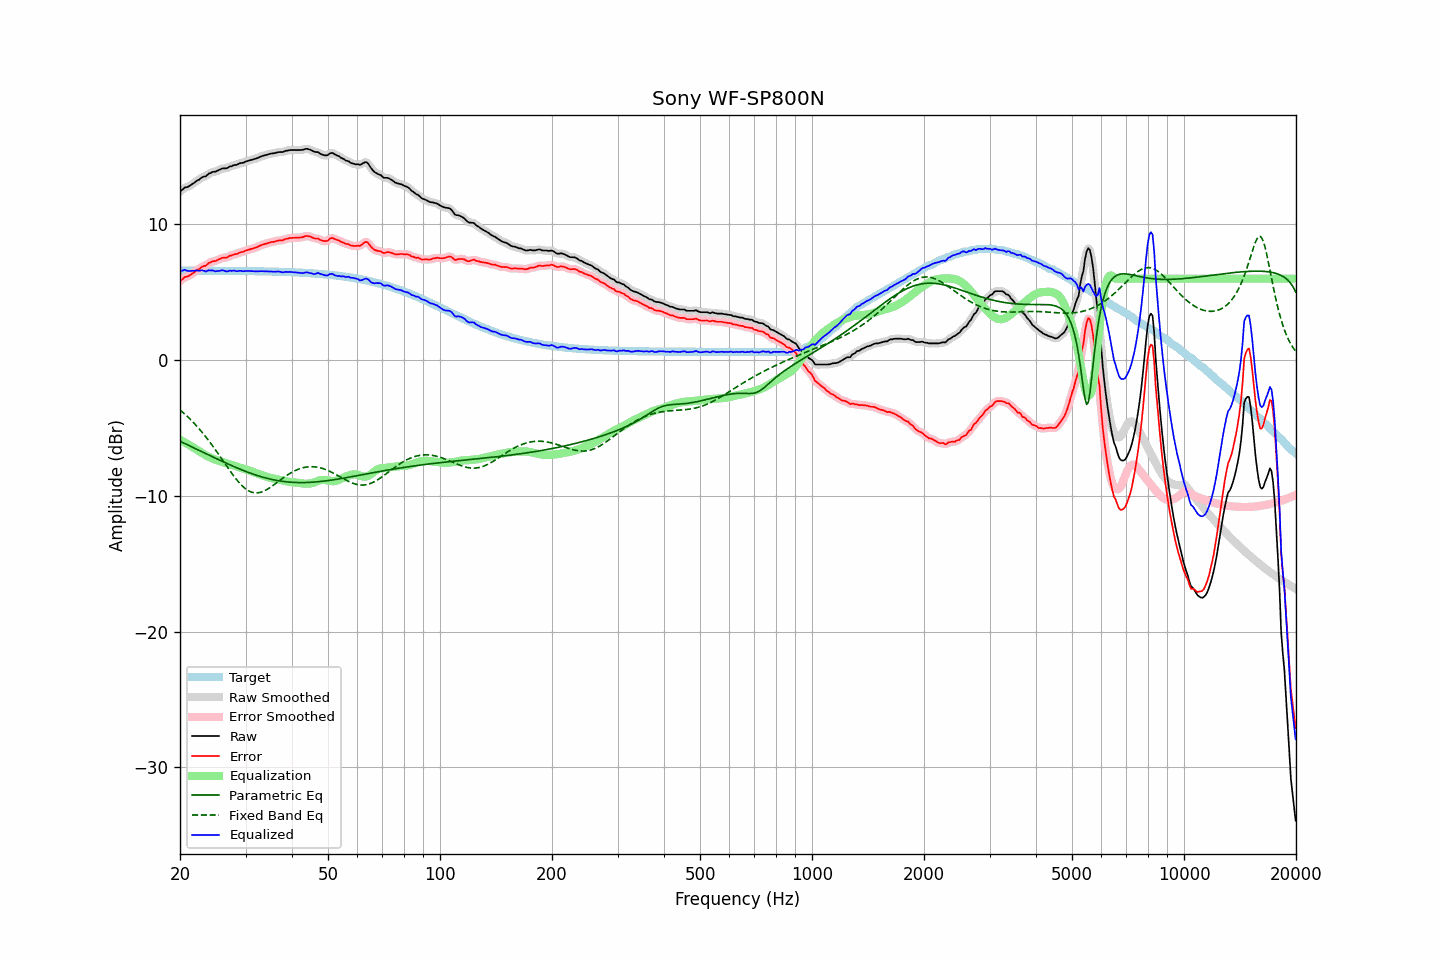 Sony WF-SP800N
Amplitude (dBr)
10
0
−10
−20
−30
Target
Raw Smoothed
Error Smoothed
Raw
Error
Equalization
Parametric Eq
Fixed Band Eq
Equalized
20 50 100 200 500 1000 2000 5000 10000 20000
Frequency (Hz)